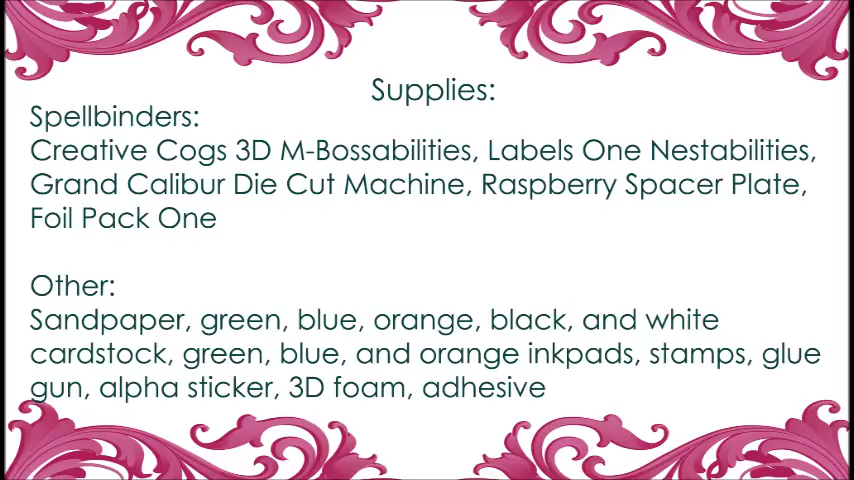 Supplies:
Spellbinders:
Creative Cogs 3D M-Bossabilities, Labels One Nestabilities,
Grand Calibur Die Cut Machine, Raspberry Spacer Plate,
Foil Pack One
Other:
Sandpaper, green, blue, orange, black, and white
cardstock, green, blue, and orange inkpads, stamps, glue
gun, alpha sticker, 3D foam, adhesive